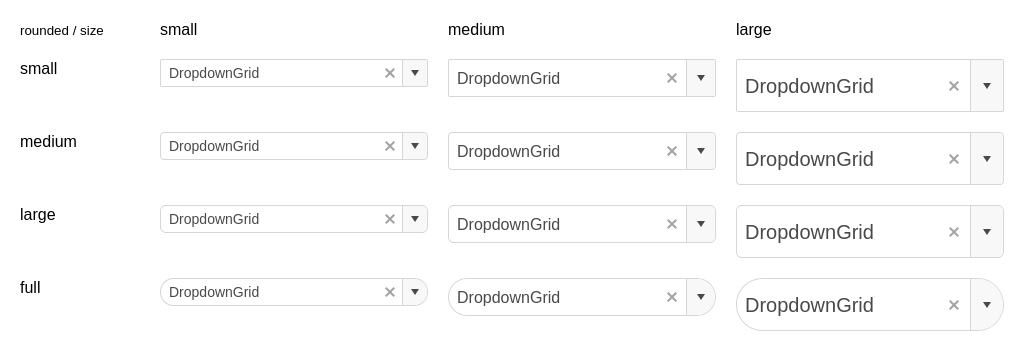 rounded / size small medium large
small DropdownGrid DropdownGrid DropdownGrid
medium DropdownGrid DropdownGrid DropdownGrid
large DropdownGrid DropdownGrid DropdownGrid
full DropdownGrid DropdownGrid DropdownGrid